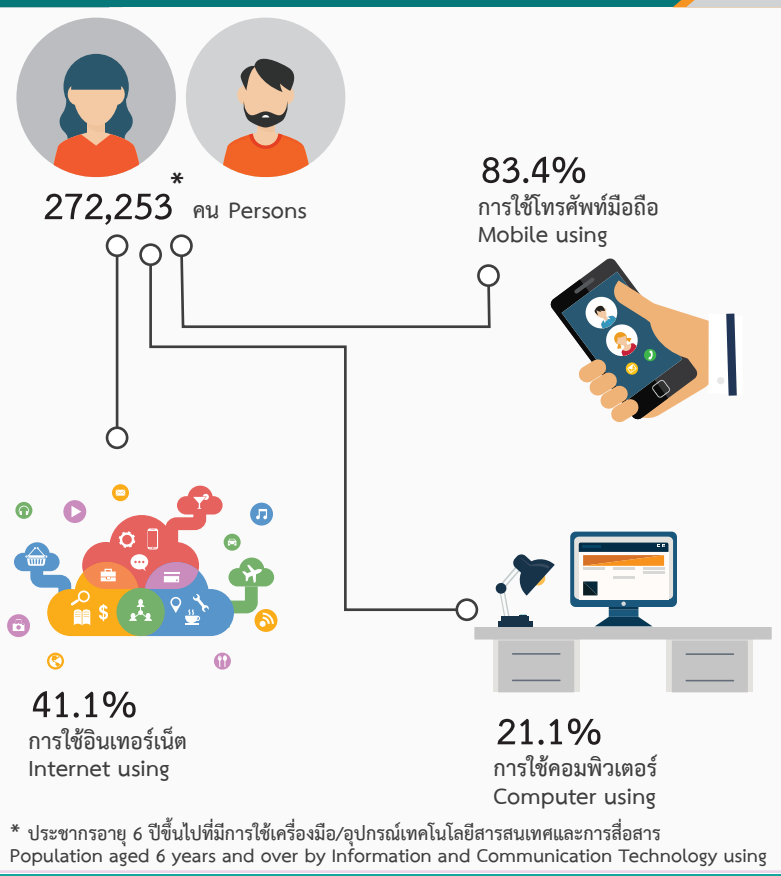 272,253* คน Persons
83.4%
การใช้โทรศัพท์มือถือ
Mobile using
41.1%
การใช้อินเทอร์เน็ต
Internet using
21.1%
การใช้คอมพิวเตอร์
Computer using
* ประชากรอายุ 6 ปีขึ้นไปที่มีการใช้เครื่องมือ/อุปกรณ์เทคโนโลยีสารสนเทศและการสื่อสาร
Population aged 6 years and over by Information and Communication Technology using